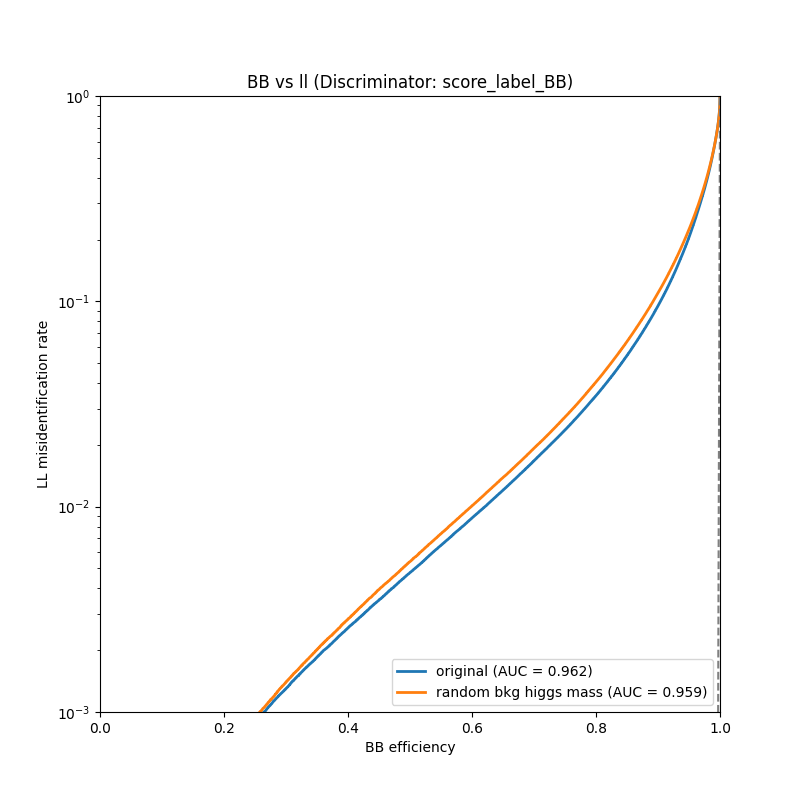 BB vs ll (Discriminator: score_label_BB)
10⁰
10⁻¹
10⁻²
10⁻³
LL misidentification rate
0.0 0.2 0.4 0.6 0.8 1.0
BB efficiency
original (AUC = 0.962)
random bkg higgs mass (AUC = 0.959)